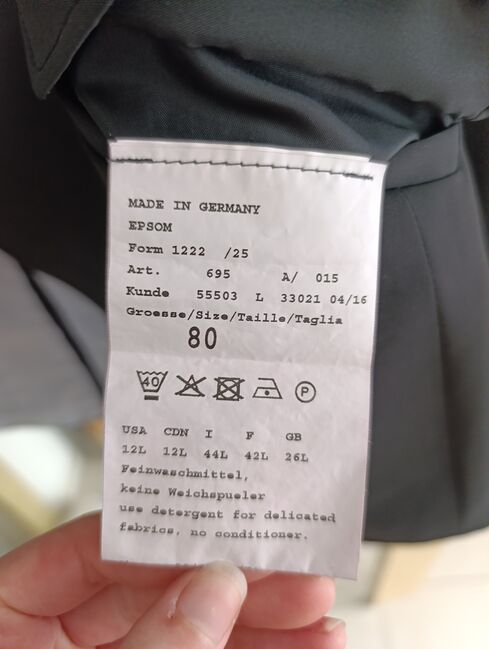 MADE IN GERMANY
EPSOM
Form 1222 /25
Art. 695 A/ 015
Kunde 55503 L 33021 04/16
Groesse/Size/Taille/Taglia
80
40 P
USA CDN I F GB
12L 12L 44L 42L 26L
Feinwaschmittel,
keine Weichspueler
use detergent for delicated
fabrics, no conditioner.